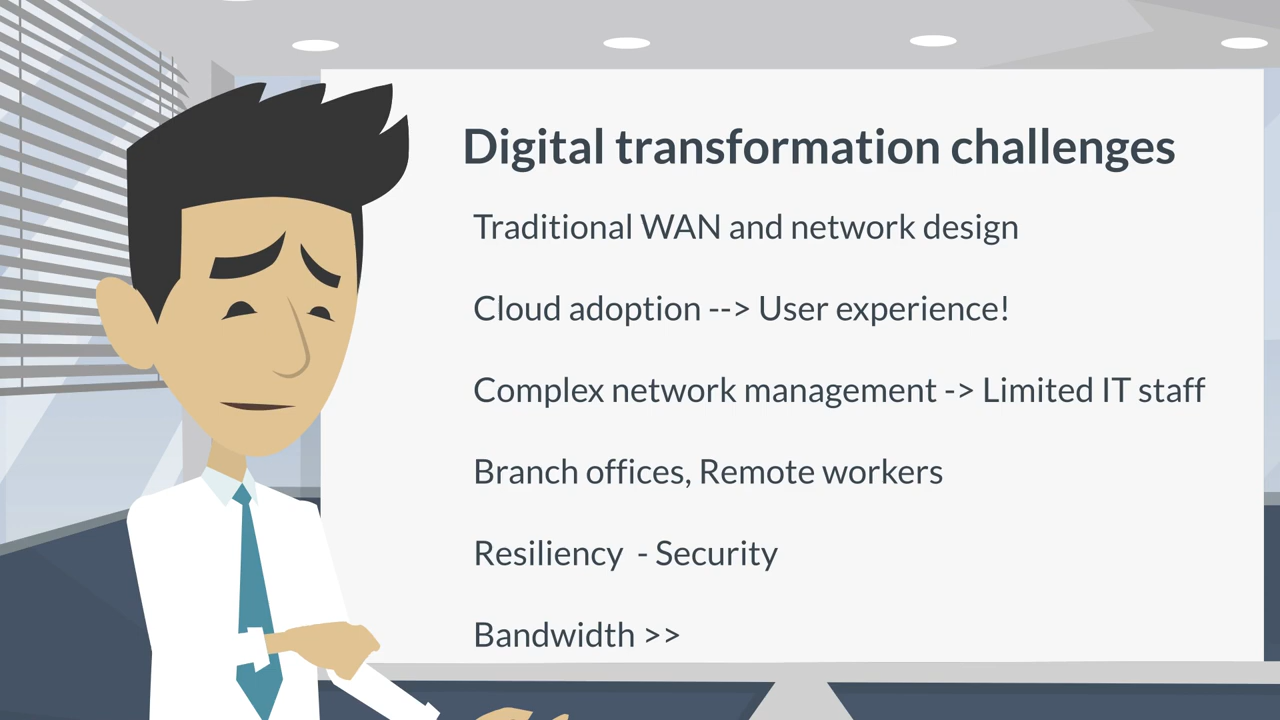 Digital transformation challenges
Traditional WAN and network design
Cloud adoption --> User experience!
Complex network management -> Limited IT staff
Branch offices, Remote workers
Resiliency  - Security
Bandwidth >>